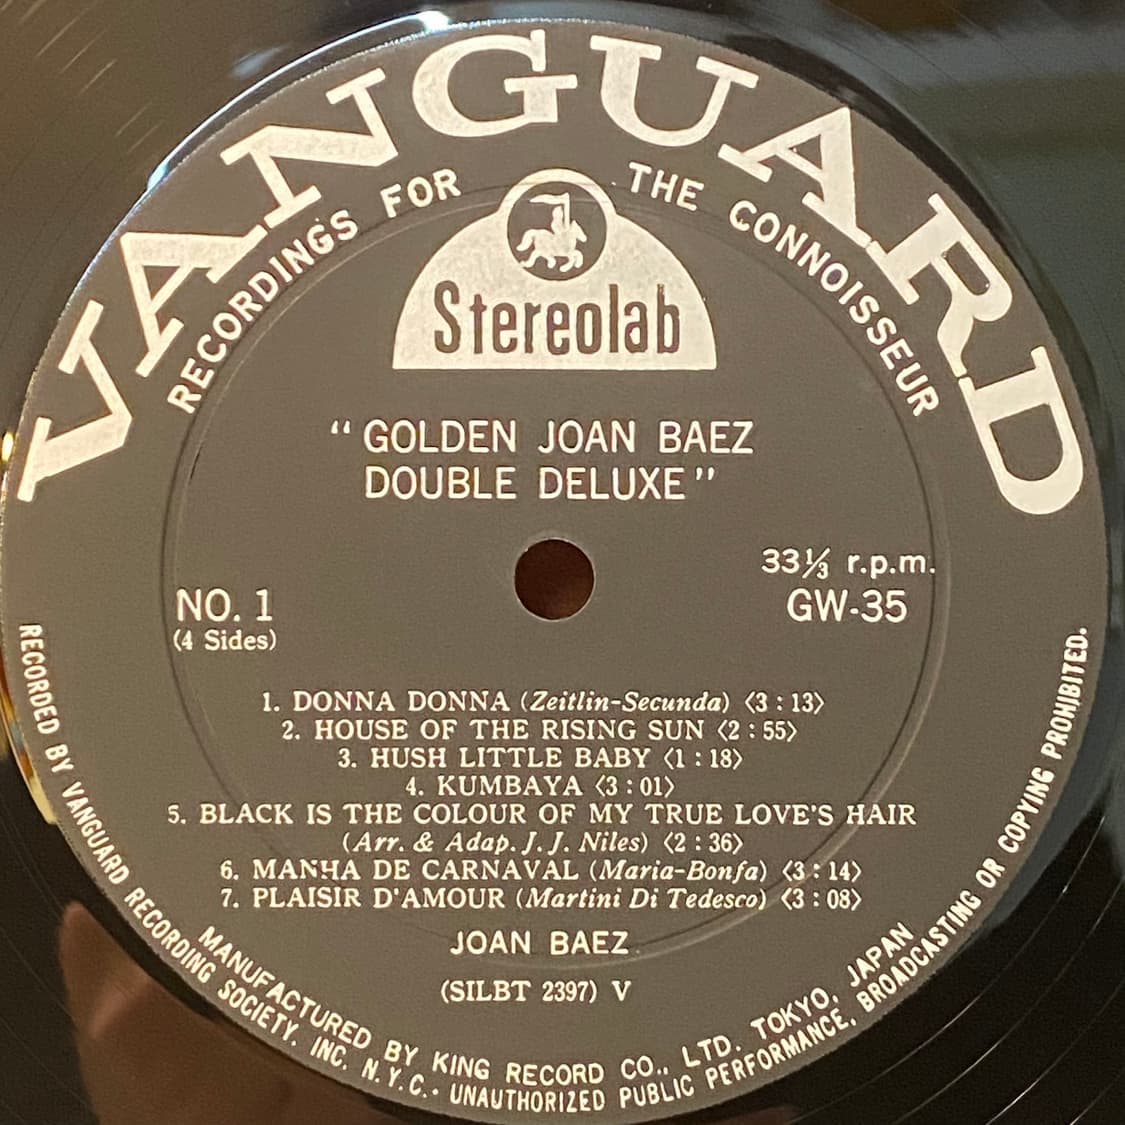 VANGUARD
RECORDINGS FOR THE CONNOISSEUR
Stereolab
“GOLDEN JOAN BAEZ
DOUBLE DELUXE”
33⅓ r.p.m.
NO. 1
GW-35
(4 Sides)
1. DONNA DONNA (Zeitlin-Secunda) 〈3 : 13〉
2. HOUSE OF THE RISING SUN 〈2 : 55〉
3. HUSH LITTLE BABY 〈1 : 18〉
4. KUMBAYA 〈3 : 01〉
5. BLACK IS THE COLOUR OF MY TRUE LOVE'S HAIR
(Arr. & Adap. J. J. Niles) 〈2 : 36〉
6. MANHA DE CARNAVAL (Maria-Bonfa) 〈3 : 14〉
7. PLAISIR D'AMOUR (Martini Di Tedesco) 〈3 : 08〉
JOAN BAEZ
(SILBT 2397) V
MANUFACTURED BY KING RECORD CO., LTD. TOKYO, JAPAN
RECORDED BY VANGUARD RECORDING SOCIETY, INC. N.Y.C. · UNAUTHORIZED PUBLIC PERFORMANCE, BROADCASTING OR COPYING PROHIBITED.